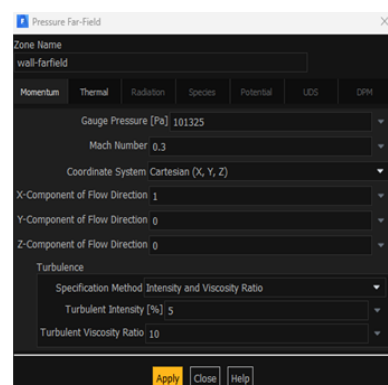 Pressure Far-Field
Zone Name
wall-farfield
Momentum Thermal Radiation Species Potential UDS DPM
Gauge Pressure [Pa] 101325
Mach Number 0.3
Coordinate System Cartesian (X, Y, Z)
X-Component of Flow Direction 1
Y-Component of Flow Direction 0
Z-Component of Flow Direction 0
Turbulence
Specification Method Intensity and Viscosity Ratio
Turbulent Intensity [%] 5
Turbulent Viscosity Ratio 10
Apply Close Help